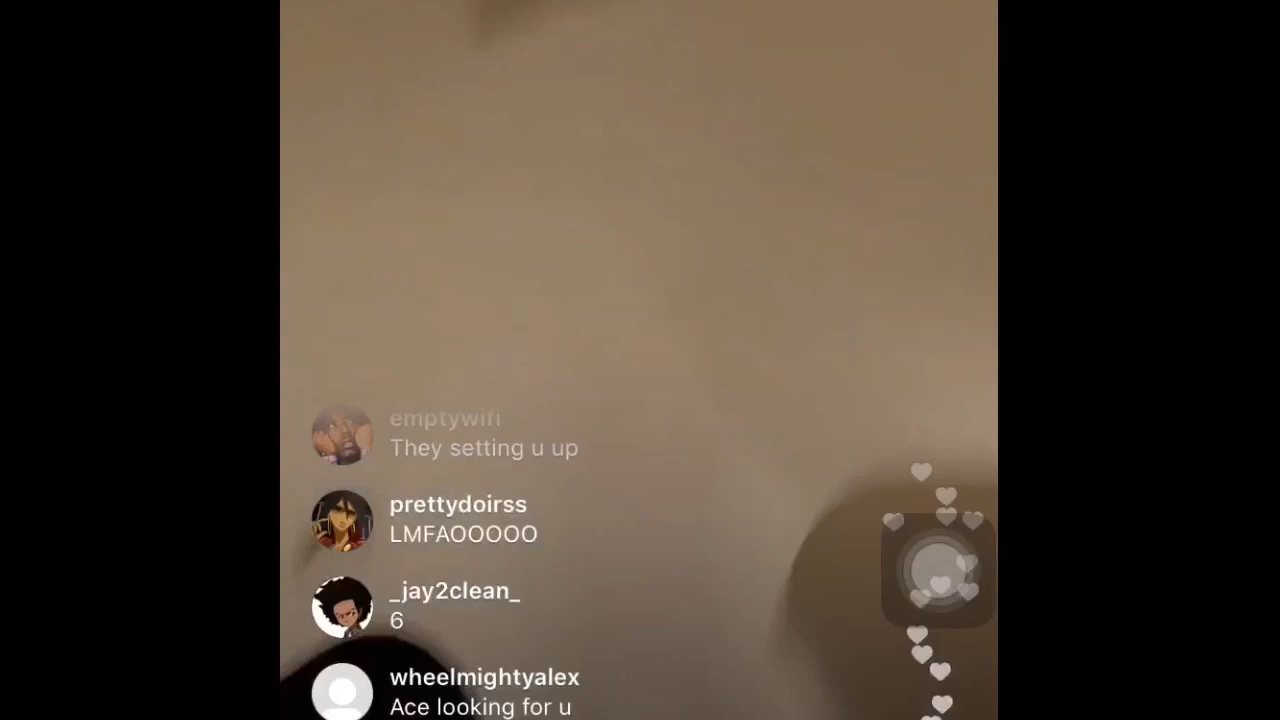 emptywifi
They setting u up
prettydoirss
LMFAOOOOO
_jay2clean_
6
wheelmightyalex
Ace looking for u